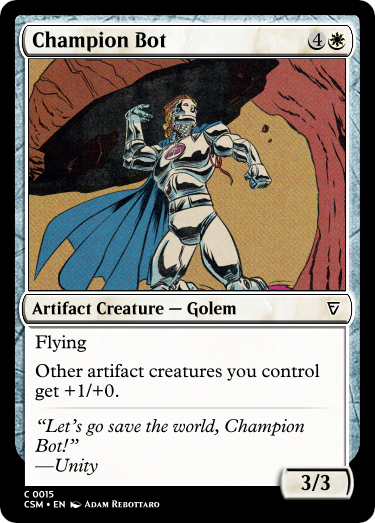 Champion Bot 4
Artifact Creature — Golem
Flying
Other artifact creatures you control
get +1/+0.
“Let’s go save the world, Champion
Bot!”
—Unity
3/3
C 0015
CSM • EN Adam Rebottaro